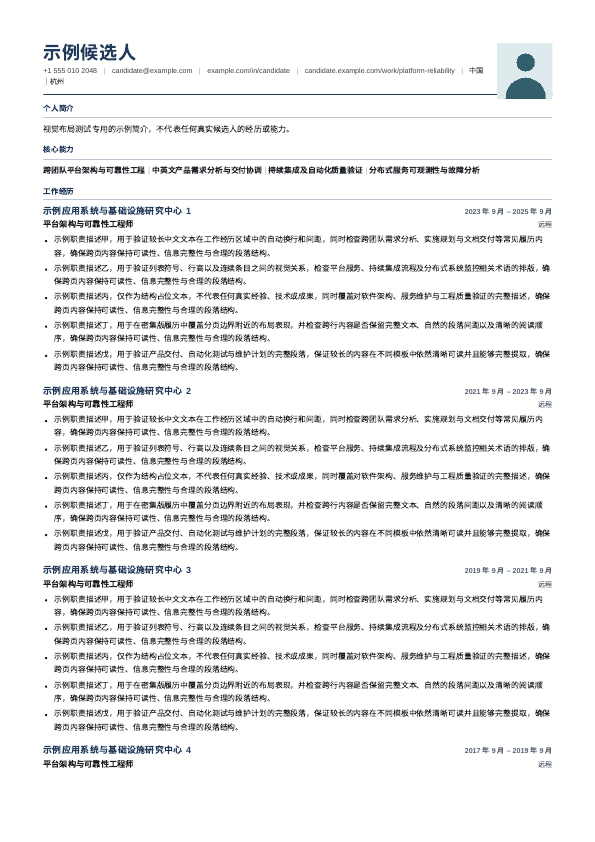 示例候选人
+1 555 010 2048 | candidate@example.com | example.com/in/candidate | candidate.example.com/work/platform-reliability | 中国
| 杭州
个人简介
视觉布局测试专用的示例简介，不代表任何真实候选人的经历或能力。
核心能力
跨团队平台架构与可靠性工程 | 中英文产品需求分析与交付协调 | 持续集成及自动化质量验证 | 分布式服务可观测性与故障分析
工作经历
示例应用系统与基础设施研究中心 1 2023 年 9 月 – 2025 年 9 月
平台架构与可靠性工程师 远程
• 示例职责描述甲，用于验证较长中文文本在工作经历区域中的自动换行和间距，同时检查跨团队需求分析、实施规划与文档交付等常见履历内
容，确保跨页内容保持可读性、信息完整性与合理的段落结构。
• 示例职责描述乙，用于验证列表符号、行高以及连续条目之间的视觉关系，检查平台服务、持续集成流程及分布式系统监控相关术语的排版，确
保跨页内容保持可读性、信息完整性与合理的段落结构。
• 示例职责描述丙，仅作为结构占位文本，不代表任何真实经验、技术或成果，同时覆盖对软件架构、服务维护与工程质量验证的完整描述，确保
跨页内容保持可读性、信息完整性与合理的段落结构。
• 示例职责描述丁，用于在密集版履历中覆盖分页边界附近的布局表现，并检查跨行内容是否保留完整文本、自然的段落间距以及清晰的阅读顺
序，确保跨页内容保持可读性、信息完整性与合理的段落结构。
• 示例职责描述戊，用于验证产品交付、自动化测试与维护计划的完整段落，保证较长的内容在不同模板中依然清晰可读并且能够完整提取，确保
跨页内容保持可读性、信息完整性与合理的段落结构。
示例应用系统与基础设施研究中心 2 2021 年 9 月 – 2023 年 9 月
平台架构与可靠性工程师 远程
• 示例职责描述甲，用于验证较长中文文本在工作经历区域中的自动换行和间距，同时检查跨团队需求分析、实施规划与文档交付等常见履历内
容，确保跨页内容保持可读性、信息完整性与合理的段落结构。
• 示例职责描述乙，用于验证列表符号、行高以及连续条目之间的视觉关系，检查平台服务、持续集成流程及分布式系统监控相关术语的排版，确
保跨页内容保持可读性、信息完整性与合理的段落结构。
• 示例职责描述丙，仅作为结构占位文本，不代表任何真实经验、技术或成果，同时覆盖对软件架构、服务维护与工程质量验证的完整描述，确保
跨页内容保持可读性、信息完整性与合理的段落结构。
• 示例职责描述丁，用于在密集版履历中覆盖分页边界附近的布局表现，并检查跨行内容是否保留完整文本、自然的段落间距以及清晰的阅读顺
序，确保跨页内容保持可读性、信息完整性与合理的段落结构。
• 示例职责描述戊，用于验证产品交付、自动化测试与维护计划的完整段落，保证较长的内容在不同模板中依然清晰可读并且能够完整提取，确保
跨页内容保持可读性、信息完整性与合理的段落结构。
示例应用系统与基础设施研究中心 3 2019 年 9 月 – 2021 年 9 月
平台架构与可靠性工程师 远程
• 示例职责描述甲，用于验证较长中文文本在工作经历区域中的自动换行和间距，同时检查跨团队需求分析、实施规划与文档交付等常见履历内
容，确保跨页内容保持可读性、信息完整性与合理的段落结构。
• 示例职责描述乙，用于验证列表符号、行高以及连续条目之间的视觉关系，检查平台服务、持续集成流程及分布式系统监控相关术语的排版，确
保跨页内容保持可读性、信息完整性与合理的段落结构。
• 示例职责描述丙，仅作为结构占位文本，不代表任何真实经验、技术或成果，同时覆盖对软件架构、服务维护与工程质量验证的完整描述，确保
跨页内容保持可读性、信息完整性与合理的段落结构。
• 示例职责描述丁，用于在密集版履历中覆盖分页边界附近的布局表现，并检查跨行内容是否保留完整文本、自然的段落间距以及清晰的阅读顺
序，确保跨页内容保持可读性、信息完整性与合理的段落结构。
• 示例职责描述戊，用于验证产品交付、自动化测试与维护计划的完整段落，保证较长的内容在不同模板中依然清晰可读并且能够完整提取，确保
跨页内容保持可读性、信息完整性与合理的段落结构。
示例应用系统与基础设施研究中心 4 2017 年 9 月 – 2019 年 9 月
平台架构与可靠性工程师 远程